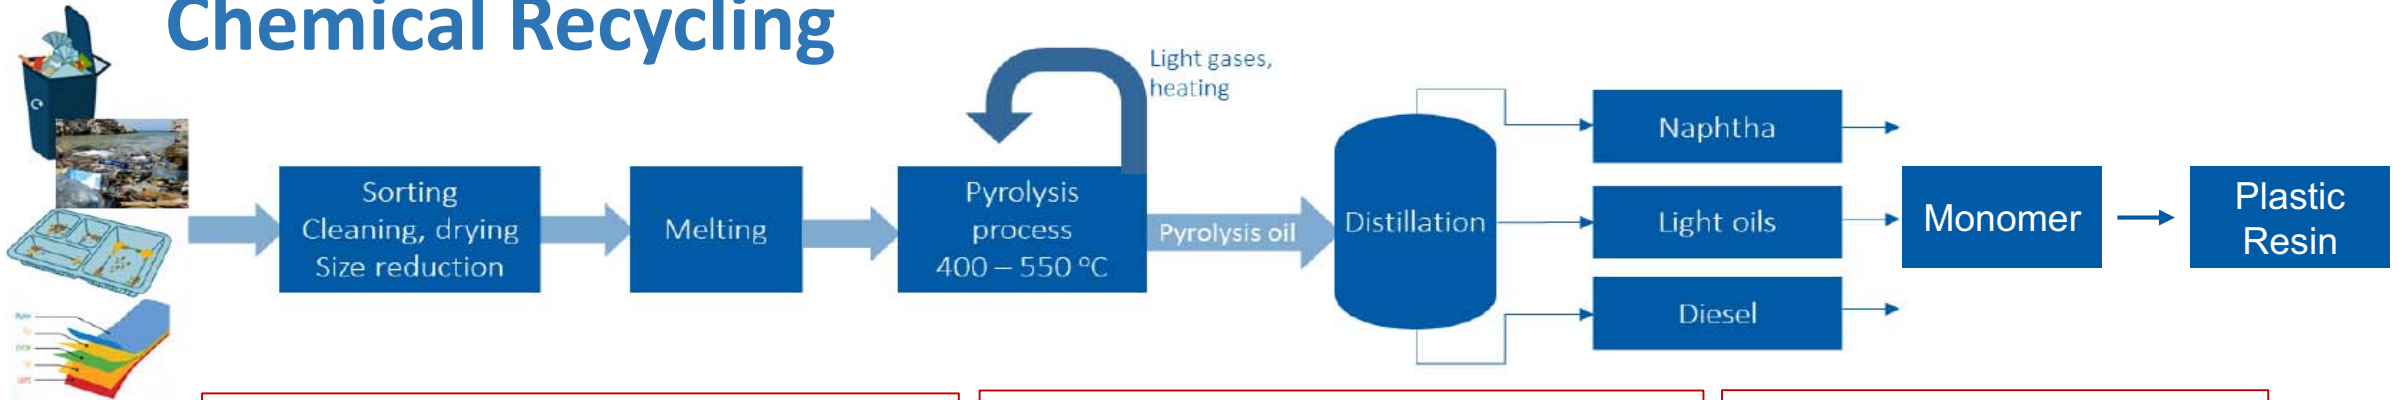 Chemical Recycling
Light gases,
heating
Sorting
Cleaning, drying
Size reduction
Melting
Pyrolysis
process
400 – 550 °C
Pyrolysis oil
Distillation
Naphtha
Light oils
Diesel
Monomer
Plastic
Resin